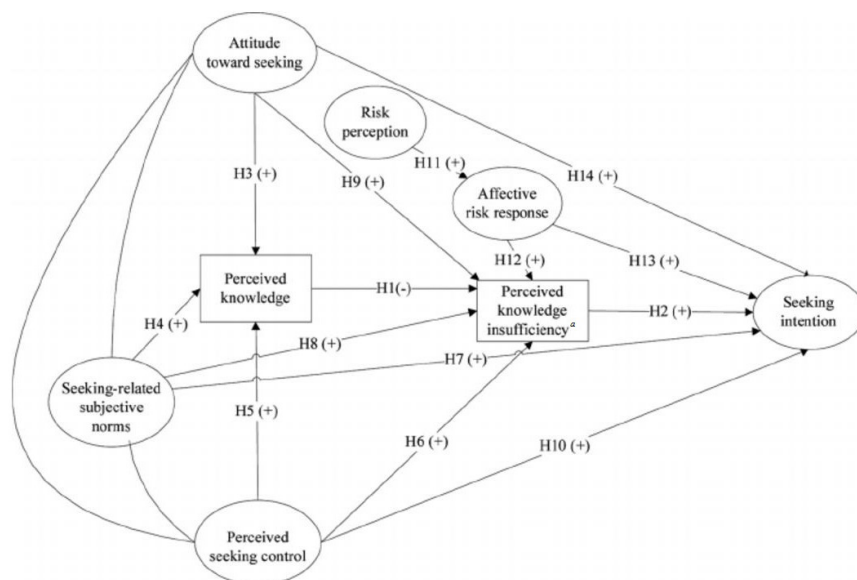 Attitude
toward seeking
Risk
perception
H11 (+)
H3 (+)
H9 (+)
Affective
risk response
H14 (+)
H12 (+)
H13 (+)
Perceived
knowledge
H1(-)
Perceived
knowledge
insufficiencyᵃ
H2 (+)
Seeking
intention
H4 (+)
H8 (+)
H7 (+)
Seeking-related
subjective
norms
H5 (+)
H6 (+)
H10 (+)
Perceived
seeking control